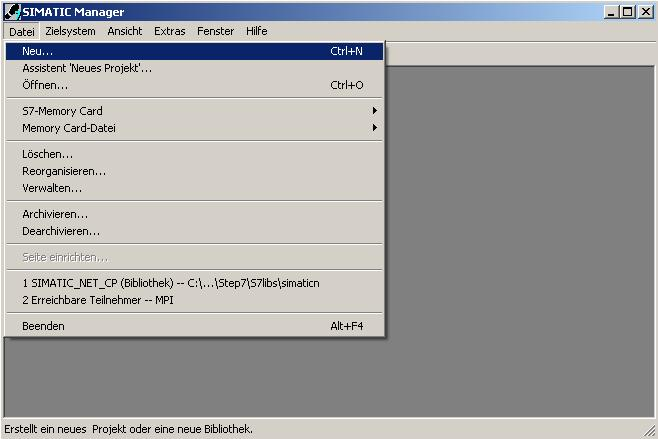 SIMATIC Manager
Datei Zielsystem Ansicht Extras Fenster Hilfe
Neu... Ctrl+N
Assistent 'Neues Projekt'...
Öffnen... Ctrl+O
S7-Memory Card
Memory Card-Datei
Löschen...
Reorganisieren...
Verwalten...
Archivieren...
Dearchivieren...
Seite einrichten...
1 SIMATIC_NET_CP (Bibliothek) -- C:\...\Step7\S7libs\simaticn
2 Erreichbare Teilnehmer -- MPI
Beenden Alt+F4
Erstellt ein neues  Projekt oder eine neue Bibliothek.